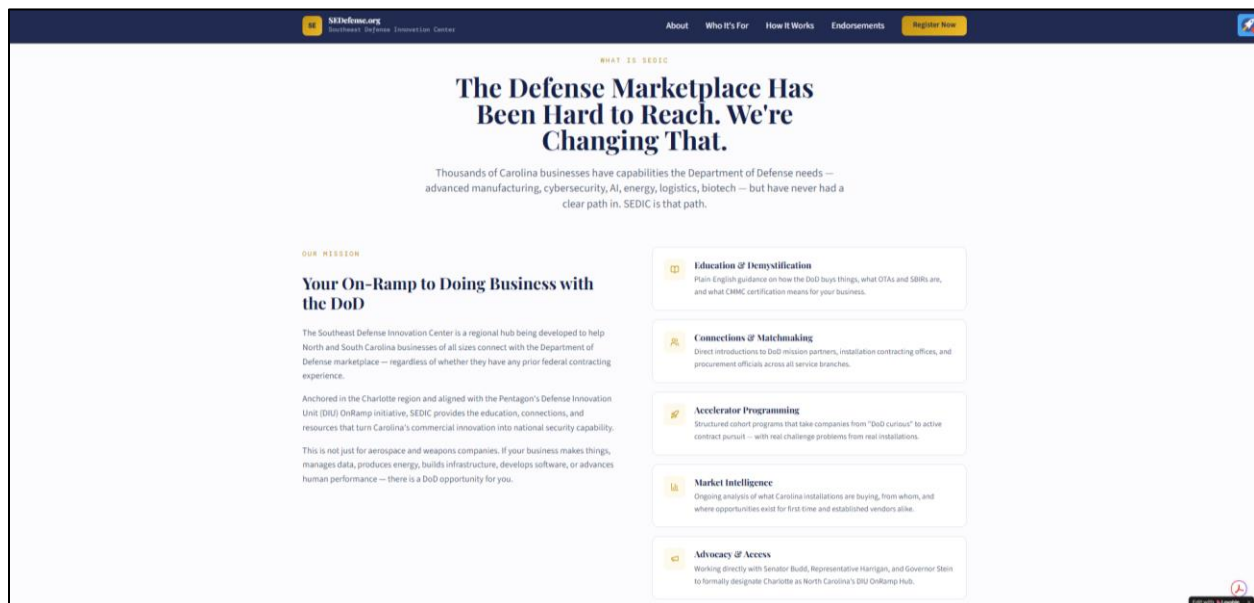 SE
SEDefense.org
Southeast Defense Innovation Center
About
Who It's For
How It Works
Endorsements
Register Now
WHAT IS SEDIC
The Defense Marketplace Has
Been Hard to Reach. We're
Changing That.
Thousands of Carolina businesses have capabilities the Department of Defense needs —
advanced manufacturing, cybersecurity, AI, energy, logistics, biotech — but have never had a
clear path in. SEDIC is that path.
OUR MISSION
Your On-Ramp to Doing Business with
the DoD
The Southeast Defense Innovation Center is a regional hub being developed to help
North and South Carolina businesses of all sizes connect with the Department of
Defense marketplace — regardless of whether they have any prior federal contracting
experience.
Anchored in the Charlotte region and aligned with the Pentagon's Defense Innovation
Unit (DIU) OnRamp initiative, SEDIC provides the education, connections, and
resources that turn Carolina's commercial innovation into national security capability.
This is not just for aerospace and weapons companies. If your business makes things,
manages data, produces energy, builds infrastructure, develops software, or advances
human performance — there is a DoD opportunity for you.
Education & Demystification
Plain-English guidance on how the DoD buys things, what OTAs and SBIRs are,
and what CMMC certification means for your business.
Connections & Matchmaking
Direct introductions to DoD mission partners, installation contracting offices, and
procurement officials across all service branches.
Accelerator Programming
Structured cohort programs that take companies from "DoD curious" to active
contract pursuit — with real challenge problems from real installations.
Market Intelligence
Ongoing analysis of what Carolina installations are buying, from whom, and
where opportunities exist for first-time and established vendors alike.
Advocacy & Access
Working directly with Senator Budd, Representative Harrigan, and Governor Stein
to formally designate Charlotte as North Carolina's DIU OnRamp Hub.